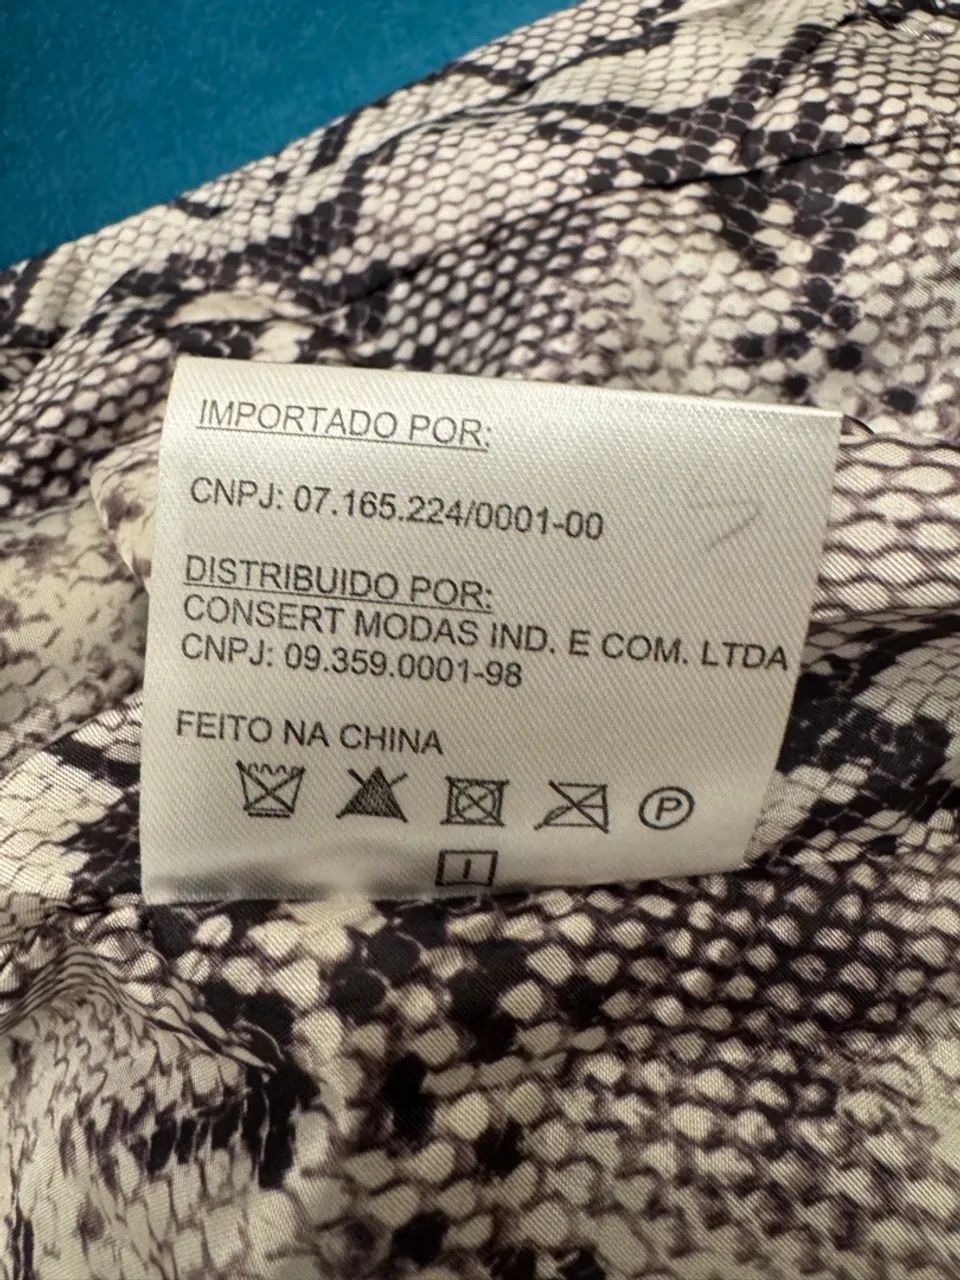 IMPORTADO POR:
CNPJ: 07.165.224/0001-00
DISTRIBUIDO POR:
CONSERT MODAS IND. E COM. LTDA
CNPJ: 09.359.0001-98
FEITO NA CHINA
P
I